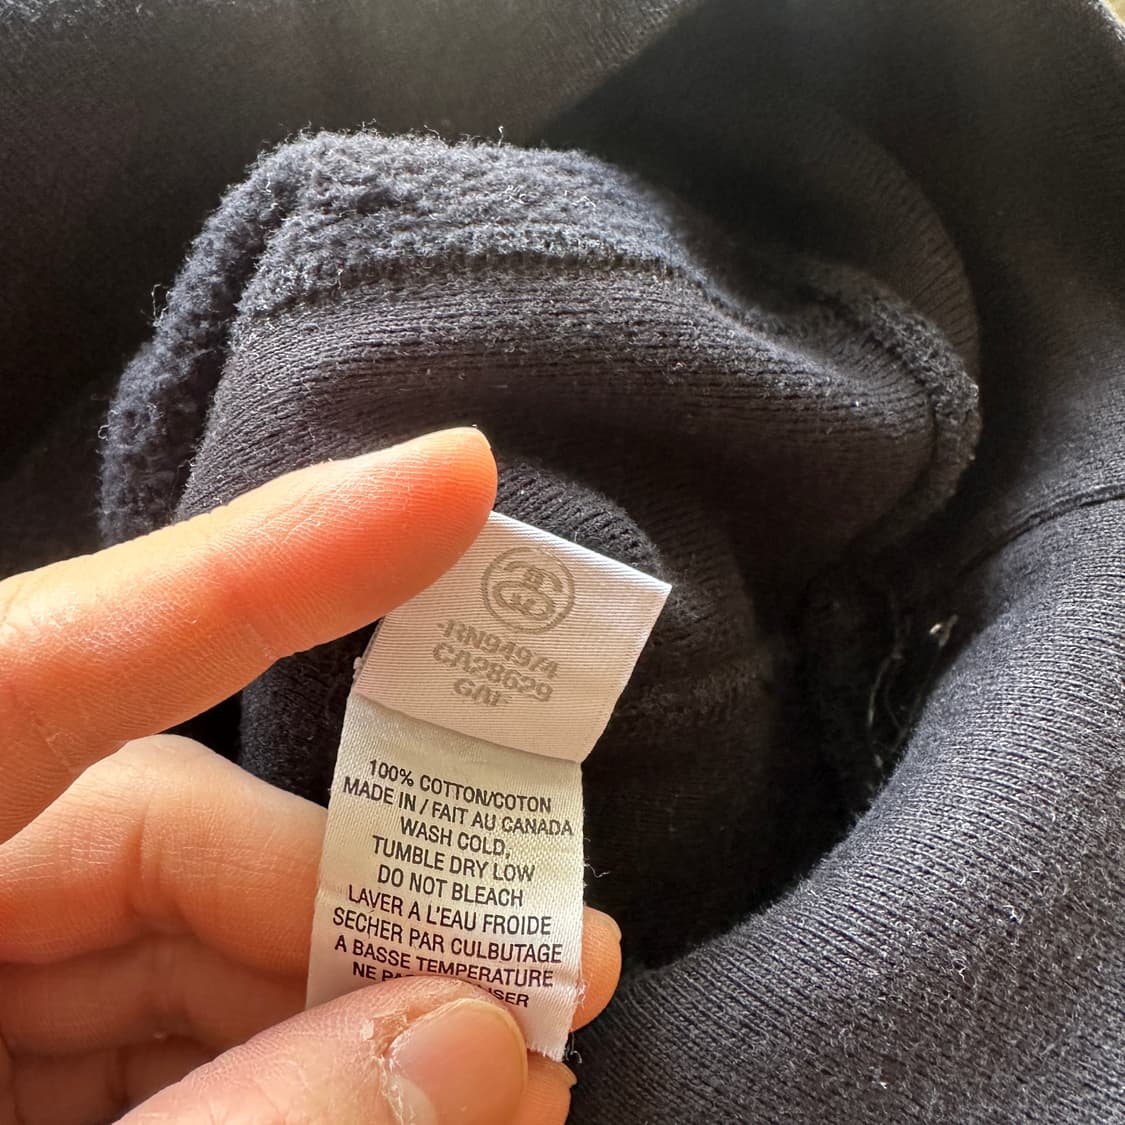 RN94974
CA28629
100% COTTON/COTON
MADE IN / FAIT AU CANADA
WASH COLD,
TUMBLE DRY LOW
DO NOT BLEACH
LAVER A L'EAU FROIDE
SECHER PAR CULBUTAGE
A BASSE TEMPERATURE
NE